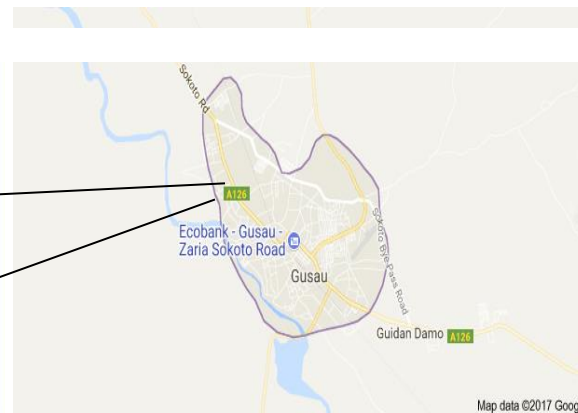 Sokoto Rd
A126
Ecobank - Gusau -
Zaria Sokoto Road
Sokoto Bye Pass Road
Gusau
Guidan Damo A126
Map data ©2017 Goog